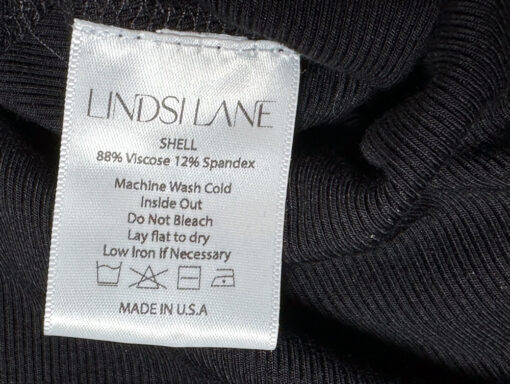 LINDSI LANE
SHELL
88% Viscose 12% Spandex
Machine Wash Cold
Inside Out
Do Not Bleach
Lay flat to dry
Low Iron If Necessary
MADE IN U.S.A